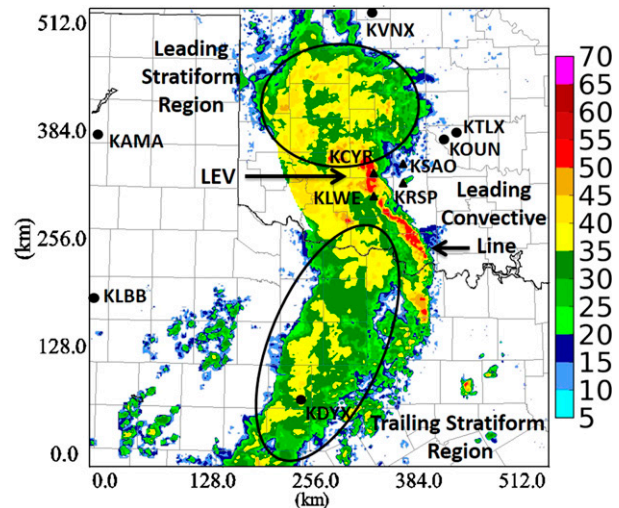 512.0
384.0
256.0
128.0
0.0
(km)
0.0
128.0
256.0
384.0
512.0
(km)
Leading
Stratiform
Region
KVNX
KAMA
KTLX
KOUN
KCYR
KSAO
LEV
KLWE
KRSP
Leading
Convective
Line
KLBB
KDYX
Trailing Stratiform
Region
70
65
60
55
50
45
40
35
30
25
20
15
10
5